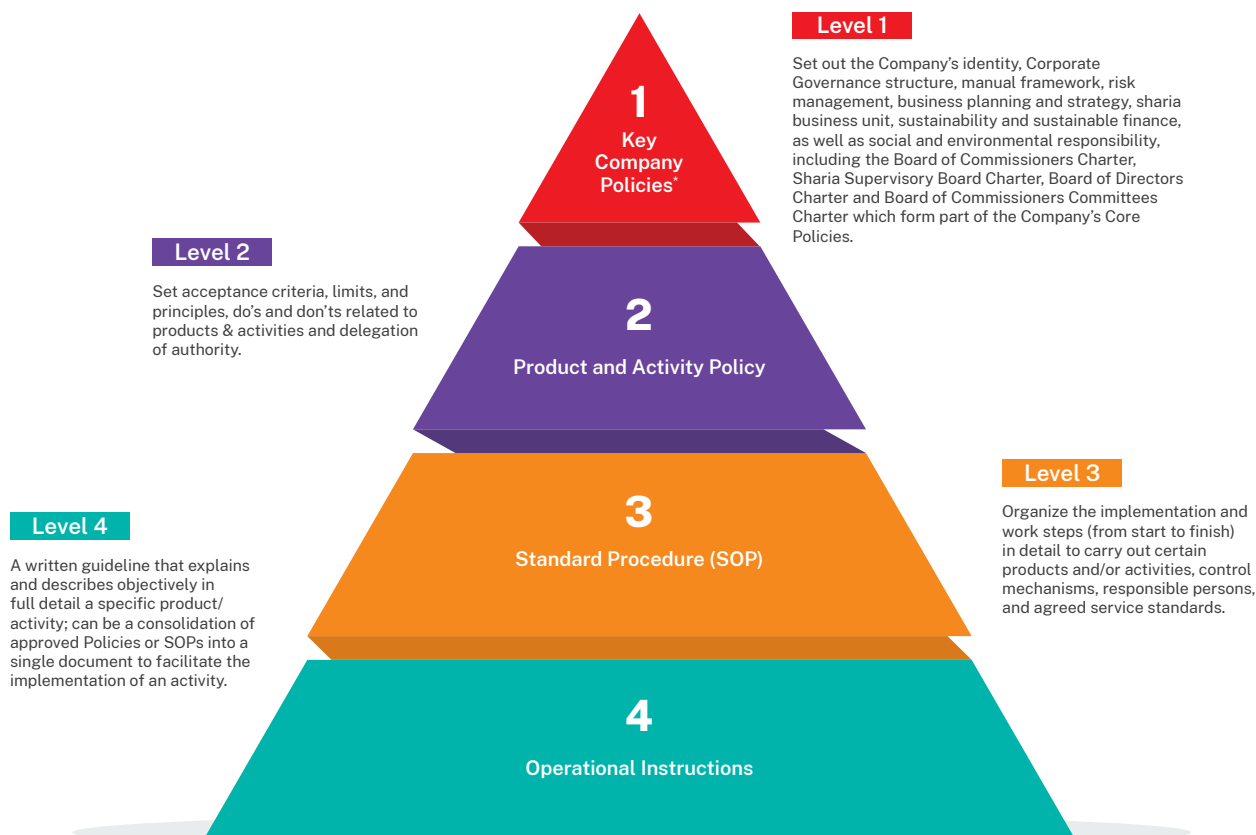 Level 1
Set out the Company’s identity, Corporate
Governance structure, manual framework, risk
management, business planning and strategy, sharia
business unit, sustainability and sustainable finance,
as well as social and environmental responsibility,
including the Board of Commissioners Charter,
Sharia Supervisory Board Charter, Board of Directors
Charter and Board of Commissioners Committees
Charter which form part of the Company’s Core
Policies.
1
Key
Company
Policies*
Level 2
Set acceptance criteria, limits, and
principles, do’s and don’ts related to
products & activities and delegation
of authority.
2
Product and Activity Policy
Level 3
Organize the implementation and
work steps (from start to finish)
in detail to carry out certain
products and/or activities, control
mechanisms, responsible persons,
and agreed service standards.
3
Standard Procedure (SOP)
Level 4
A written guideline that explains
and describes objectively in
full detail a specific product/
activity; can be a consolidation of
approved Policies or SOPs into a
single document to facilitate the
implementation of an activity.
4
Operational Instructions